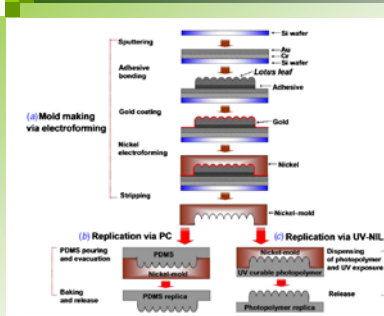 Si wafer
Sputtering
Au
Cr
Si wafer
Adhesive
bonding
Lotus leaf
Adhesive
Gold coating
(a) Mold making
via electroforming
Gold
Nickel
electroforming
Nickel
Stripping
Nickel-mold
(b) Replication via PC
(c) Replication via UV-NIL
PDMS pouring
and evacuation
PDMS
Nickel-mold
Nickel-mold
UV curable photopolymer
Dispensing
of photopolymer
and UV exposure
Baking
and release
PDMS replica
Photopolymer replica
Release